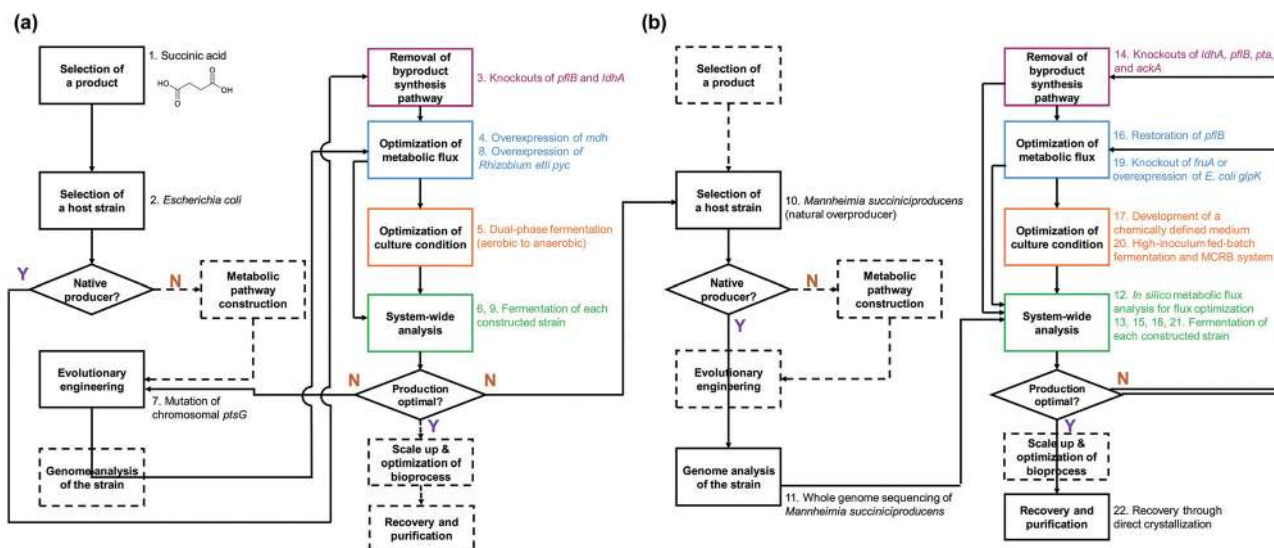 (a)
Selection of
a product
1. Succinic acid
HO
O
O
OH
Selection of
a host strain
2. Escherichia coli
Native
producer?
Y
N
Metabolic
pathway
construction
Evolutionary
engineering
7. Mutation of
chromosomal ptsG
Genome analysis
of the strain
Removal of
byproduct
synthesis
pathway
3. Knockouts of pflB and ldhA
Optimization of
metabolic flux
4. Overexpression of mdh
8. Overexpression of
Rhizobium etli pyc
Optimization of
culture condition
5. Dual-phase fermentation
(aerobic to anaerobic)
System-wide
analysis
6, 9. Fermentation of each
constructed strain
N
Production
optimal?
N
Y
Scale up &
optimization of
bioprocess
Recovery and
purification
(b)
Selection of
a product
Selection of
a host strain
10. Mannheimia succiniciproducens
(natural overproducer)
Native
producer?
N
Y
Metabolic
pathway
construction
Evolutionary
engineering
Genome analysis
of the strain
11. Whole genome sequencing of
Mannheimia succiniciproducens
Removal of
byproduct
synthesis
pathway
14. Knockouts of ldhA, pflB, pta,
and ackA
Optimization of
metabolic flux
16. Restoration of pflB
19. Knockout of fruA or
overexpression of E. coli glpK
Optimization of
culture condition
17. Development of a
chemically defined medium
20. High-inoculum fed-batch
fermentation and MCRB system
System-wide
analysis
12. In silico metabolic flux
analysis for flux optimization
13, 15, 18, 21. Fermentation of
each constructed strain
Production
optimal?
N
Y
Scale up &
optimization of
bioprocess
Recovery and
purification
22. Recovery through
direct crystallization